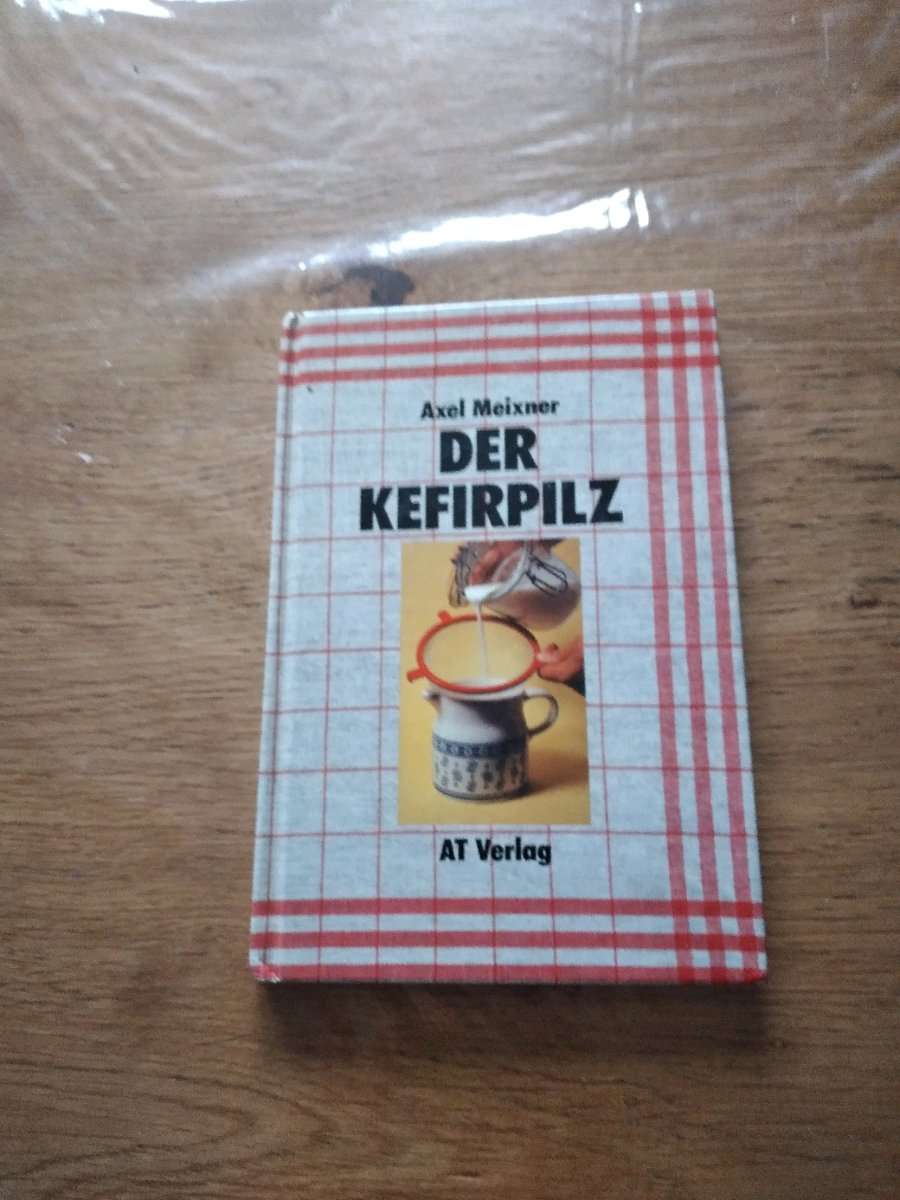 Axel Meixner
DER
KEFIRPILZ
AT Verlag